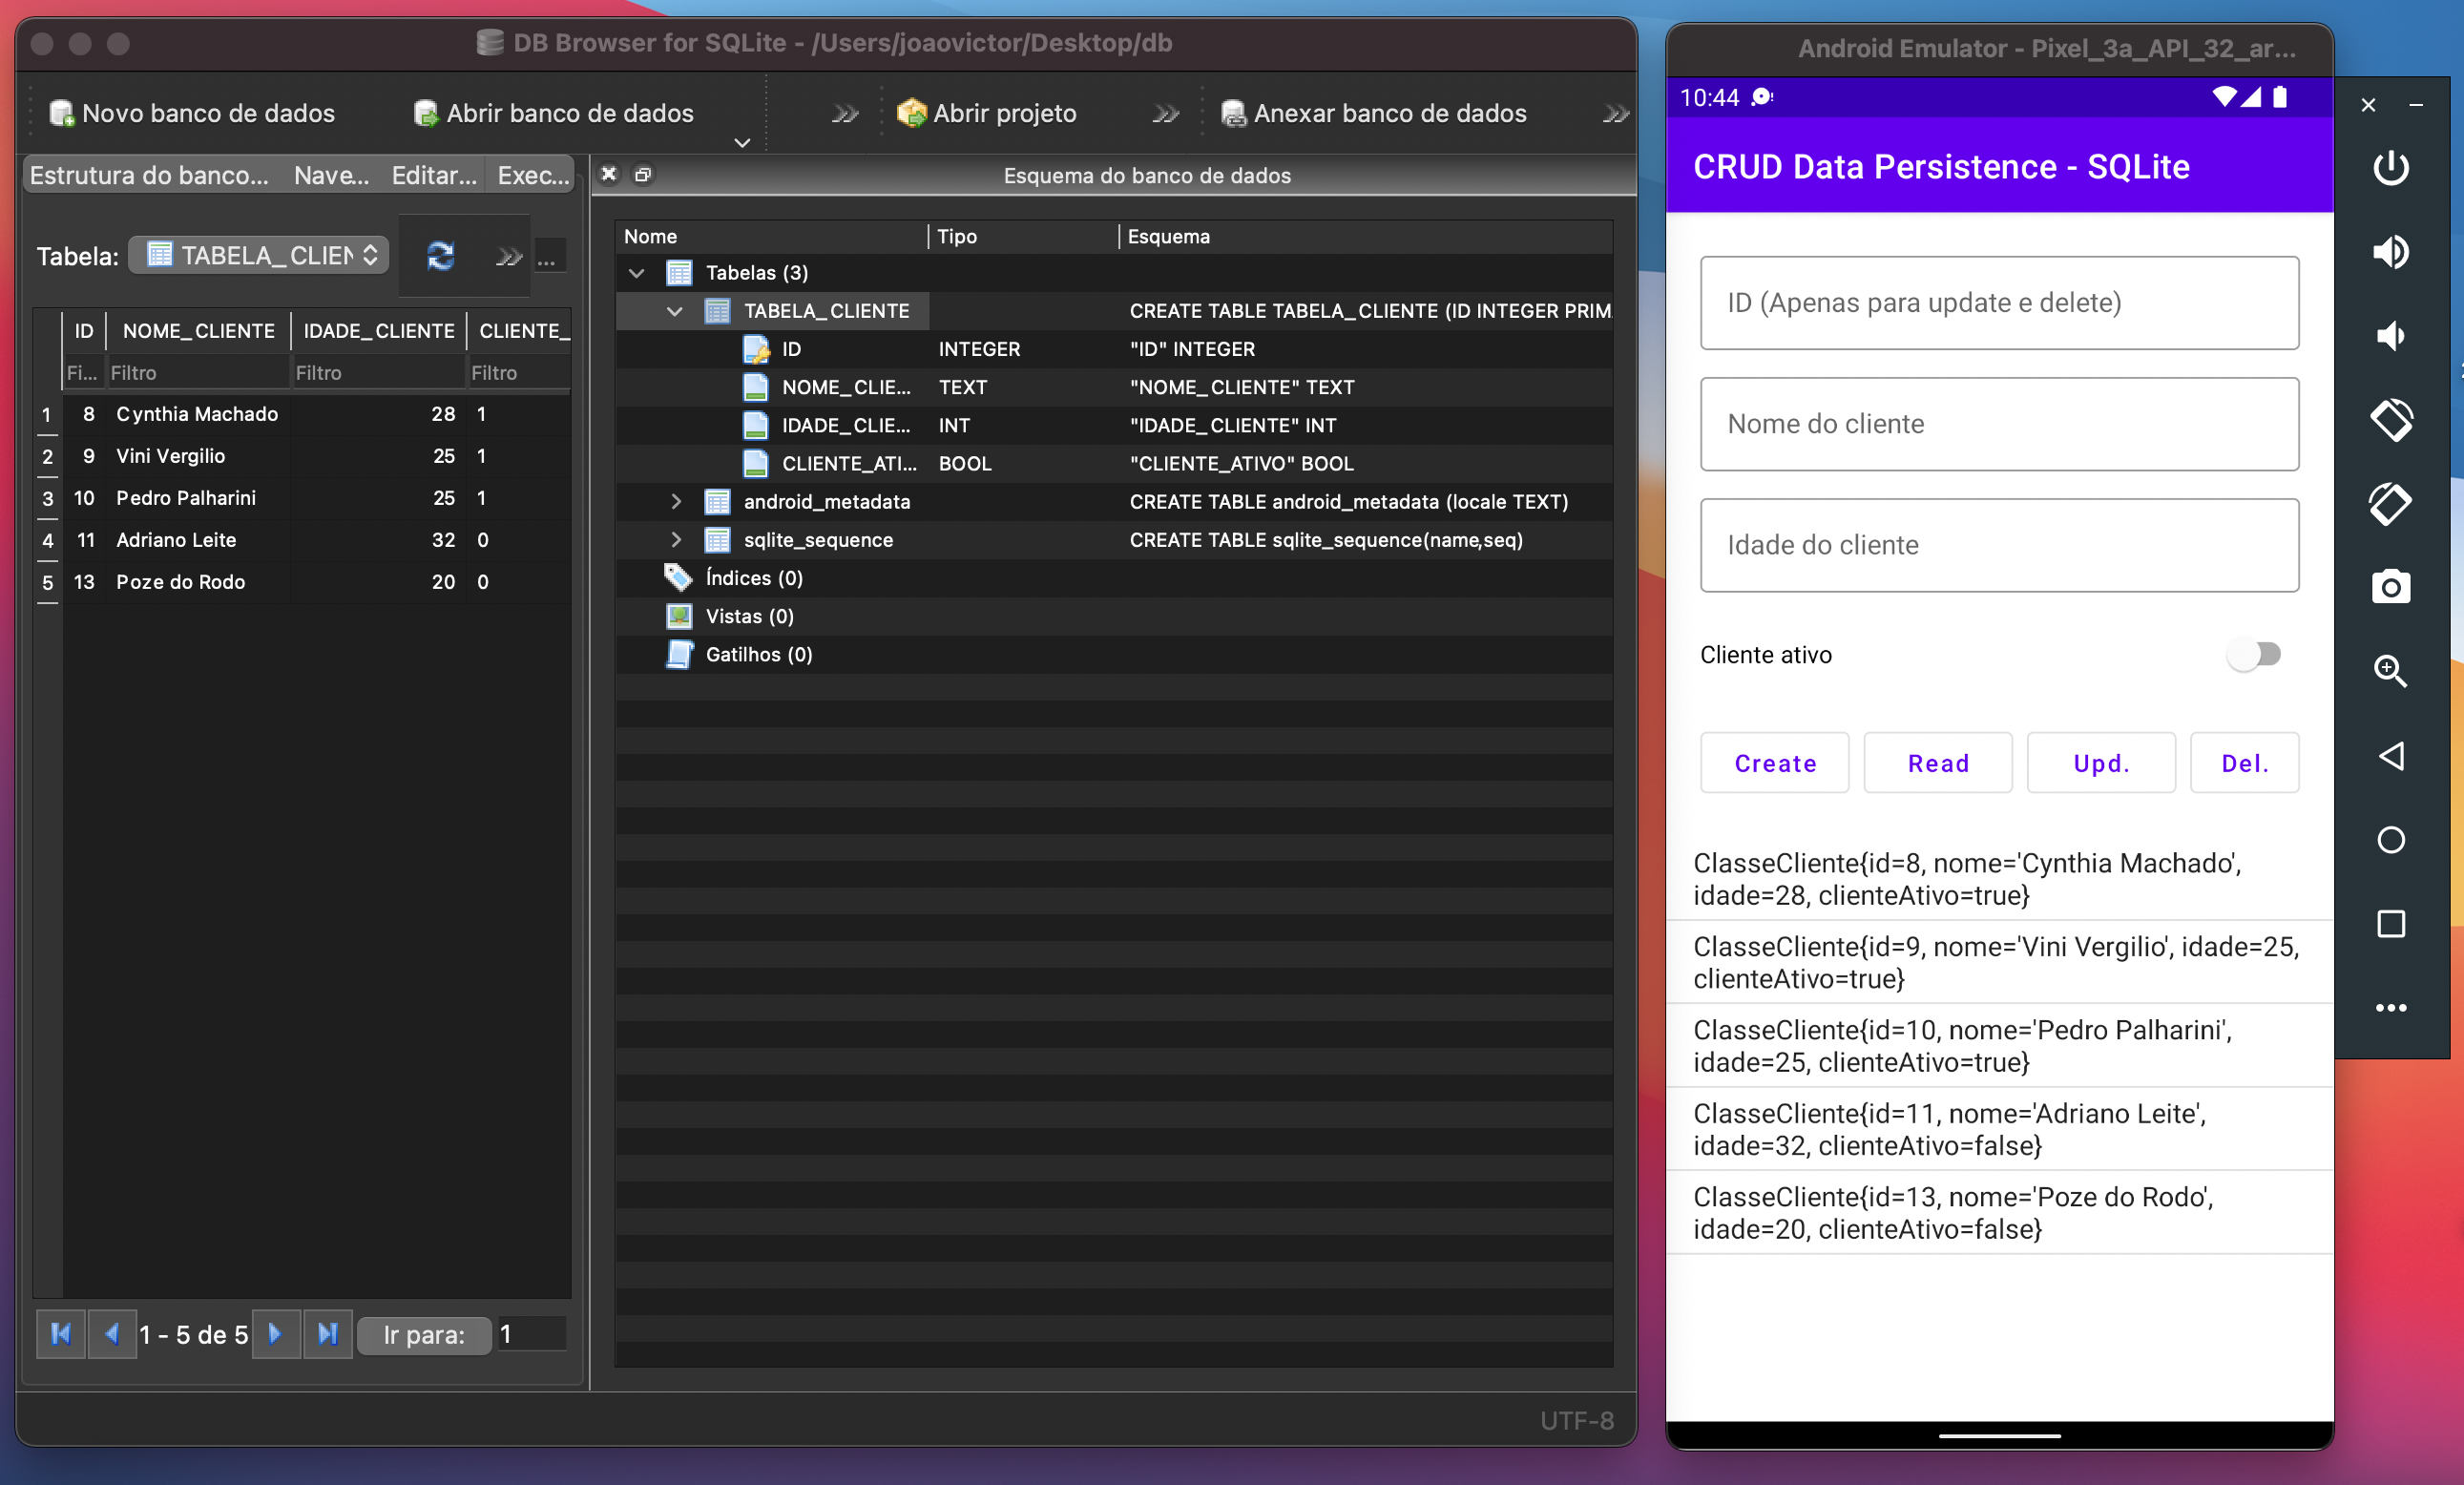 DB Browser for SQLite - /Users/joaovictor/Desktop/db
Novo banco de dados
Abrir banco de dados
Abrir projeto
Anexar banco de dados
Estrutura do banco...
Nave...
Editar...
Exec...
Tabela:
TABELA_CLIEN
...
ID NOME_CLIENTE IDADE_CLIENTE CLIENTE_
Fi... Filtro Filtro Filtro
1 8 Cynthia Machado 28 1
2 9 Vini Vergilio 25 1
3 10 Pedro Palharini 25 1
4 11 Adriano Leite 32 0
5 13 Poze do Rodo 20 0
1 - 5 de 5
Ir para:
1
Esquema do banco de dados
Nome Tipo Esquema
Tabelas (3)
TABELA_CLIENTE CREATE TABLE TABELA_CLIENTE (ID INTEGER PRIM
ID INTEGER "ID" INTEGER
NOME_CLIE... TEXT "NOME_CLIENTE" TEXT
IDADE_CLIE... INT "IDADE_CLIENTE" INT
CLIENTE_ATI... BOOL "CLIENTE_ATIVO" BOOL
android_metadata CREATE TABLE android_metadata (locale TEXT)
sqlite_sequence CREATE TABLE sqlite_sequence(name,seq)
Índices (0)
Vistas (0)
Gatilhos (0)
UTF-8
Android Emulator - Pixel_3a_API_32_ar...
10:44
CRUD Data Persistence - SQLite
ID (Apenas para update e delete)
Nome do cliente
Idade do cliente
Cliente ativo
Create
Read
Upd.
Del.
ClasseCliente{id=8, nome='Cynthia Machado',
idade=28, clienteAtivo=true}
ClasseCliente{id=9, nome='Vini Vergilio', idade=25,
clienteAtivo=true}
ClasseCliente{id=10, nome='Pedro Palharini',
idade=25, clienteAtivo=true}
ClasseCliente{id=11, nome='Adriano Leite',
idade=32, clienteAtivo=false}
ClasseCliente{id=13, nome='Poze do Rodo',
idade=20, clienteAtivo=false}